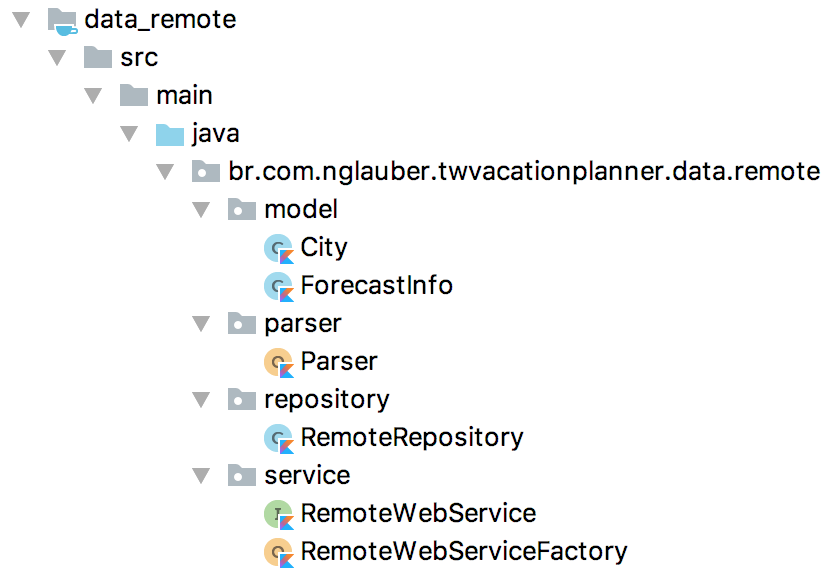 data_remote
src
main
java
br.com.nglauber.twvacationplanner.data.remote
model
C City
C ForecastInfo
parser
O Parser
repository
C RemoteRepository
service
I RemoteWebService
O RemoteWebServiceFactory